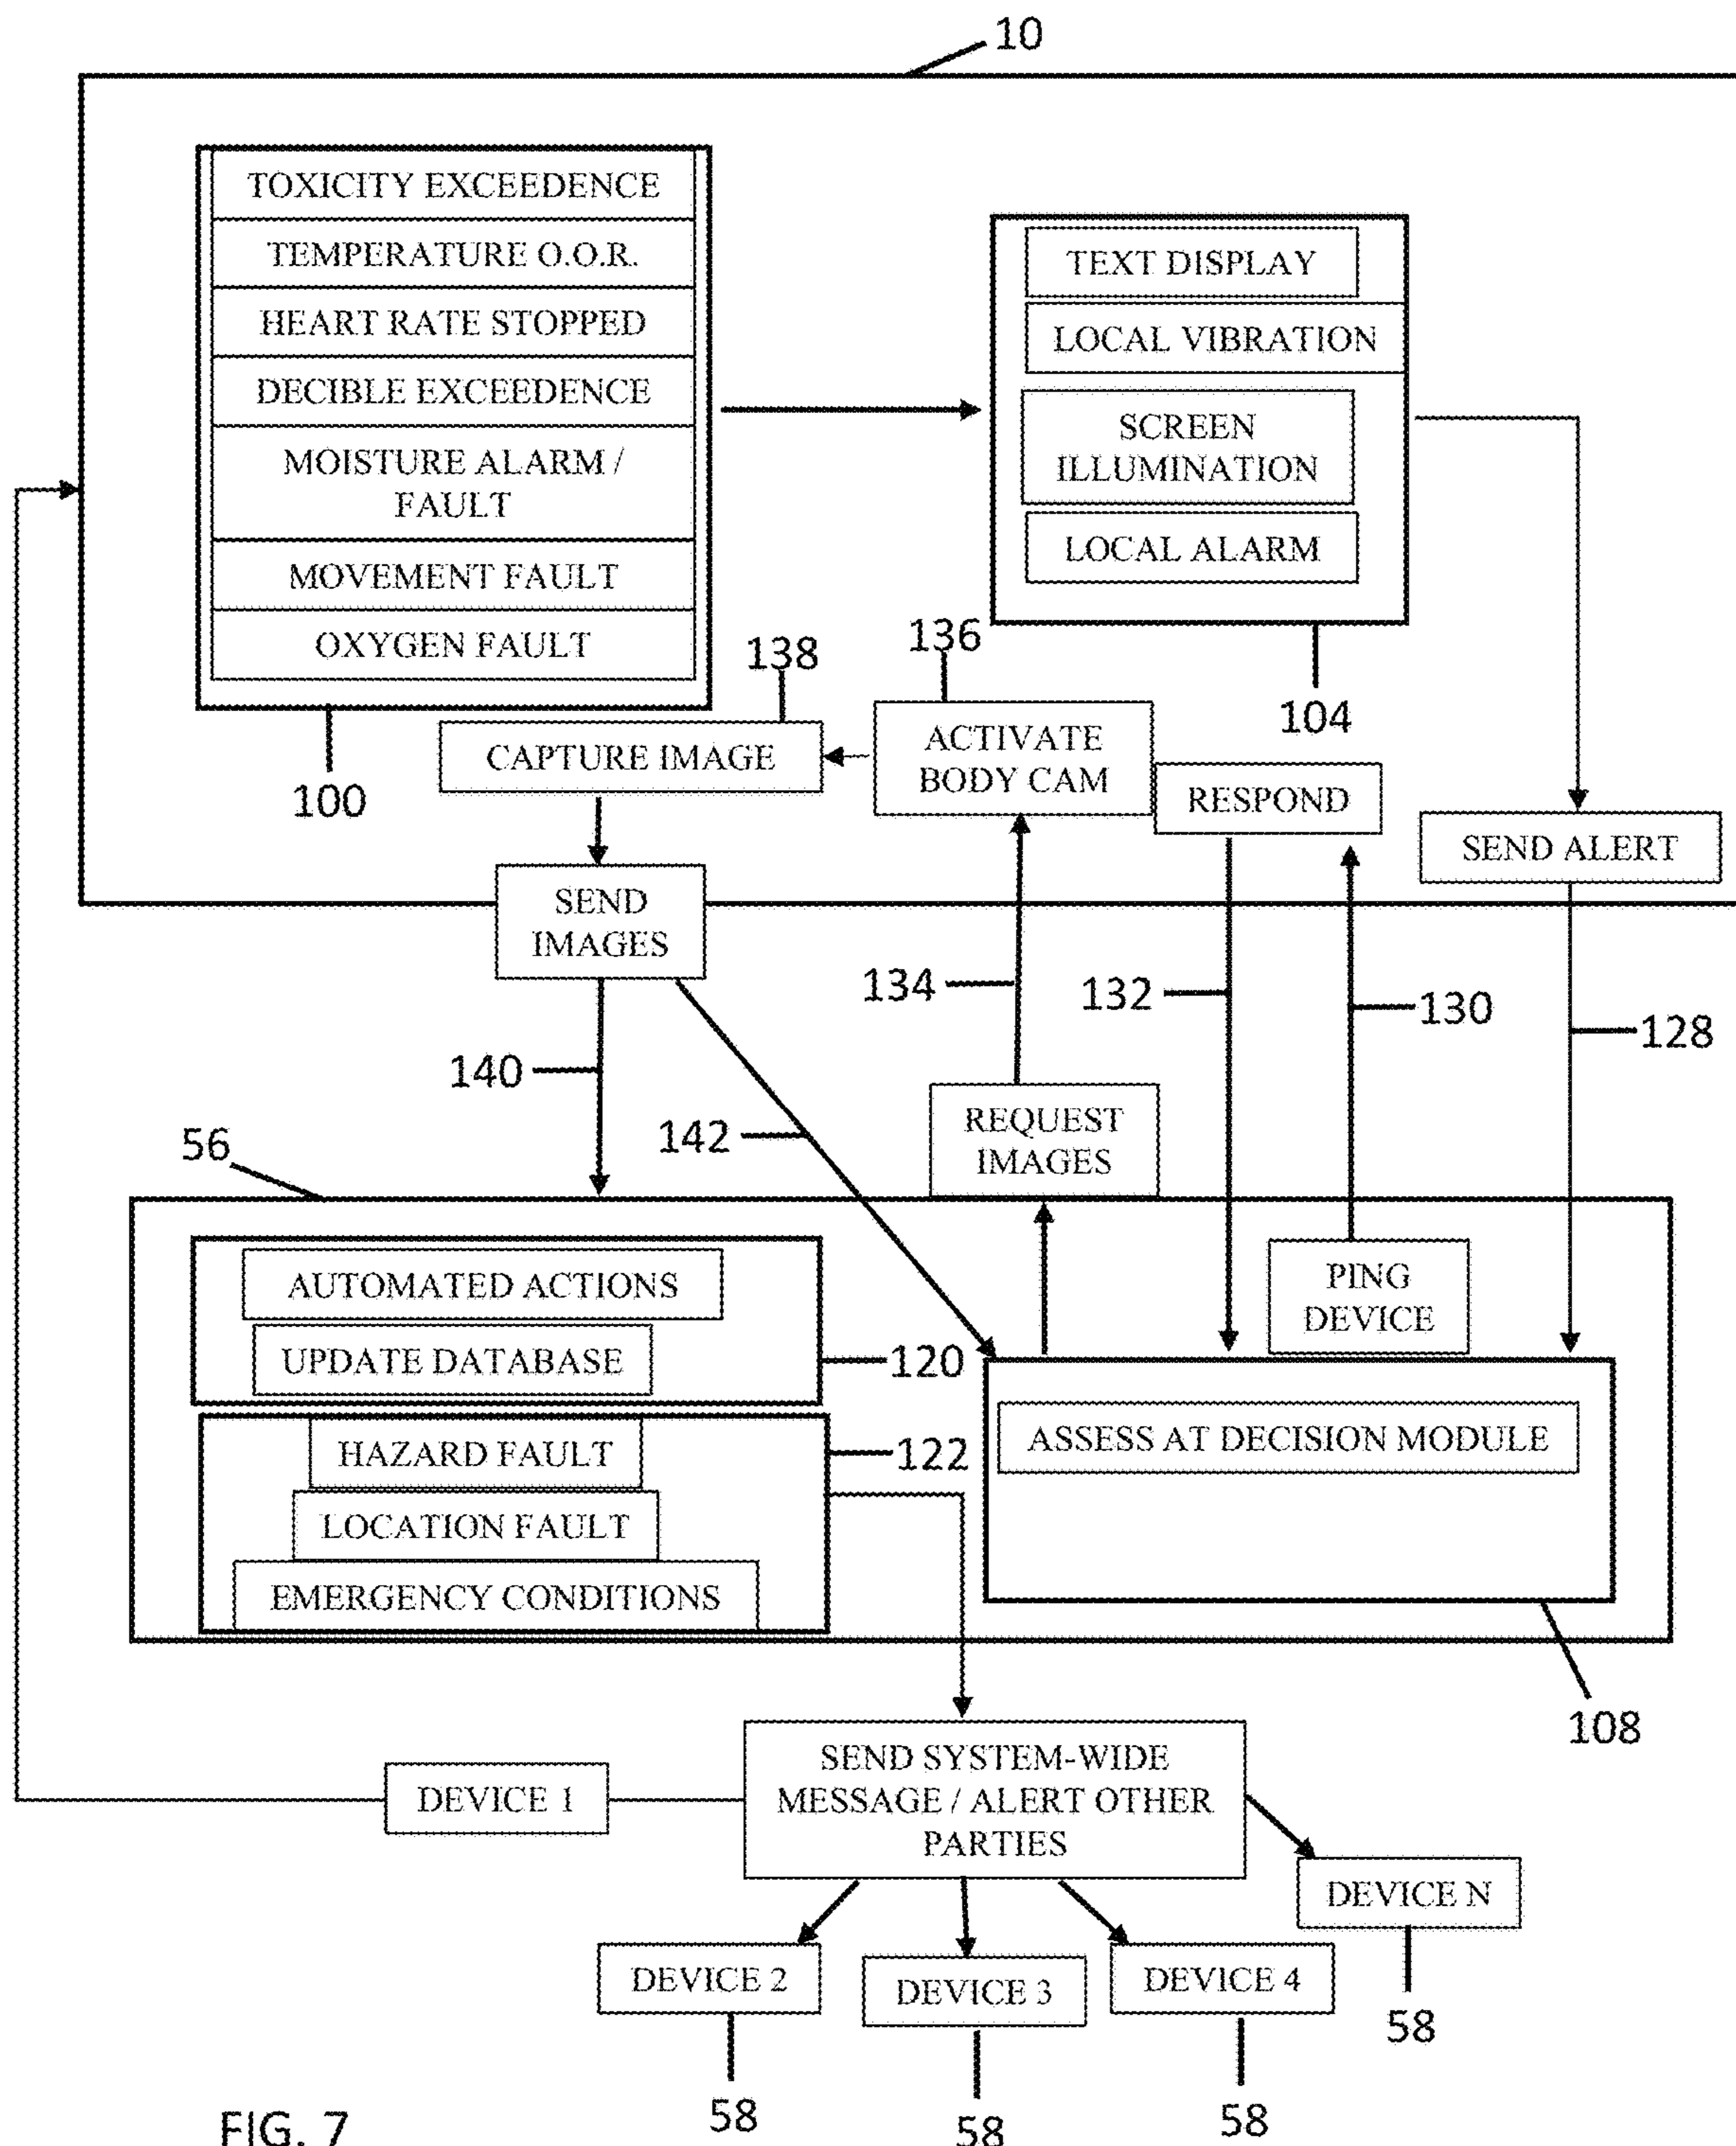 10
TOXICITY EXCEEDENCE
TEMPERATURE O.O.R.
HEART RATE STOPPED
DECIBLE EXCEEDENCE
MOISTURE ALARM /
FAULT
MOVEMENT FAULT
OXYGEN FAULT
100
TEXT DISPLAY
LOCAL VIBRATION
SCREEN
ILLUMINATION
LOCAL ALARM
104
138
136
CAPTURE IMAGE
ACTIVATE
BODY CAM
RESPOND
SEND ALERT
SEND
IMAGES
134
132
130
128
140
142
REQUEST
IMAGES
56
AUTOMATED ACTIONS
UPDATE DATABASE
120
PING
DEVICE
HAZARD FAULT
LOCATION FAULT
EMERGENCY CONDITIONS
122
ASSESS AT DECISION MODULE
108
SEND SYSTEM-WIDE
MESSAGE / ALERT OTHER
PARTIES
DEVICE 1
DEVICE N
DEVICE 2
DEVICE 3
DEVICE 4
58
58
58
58
FIG. 7